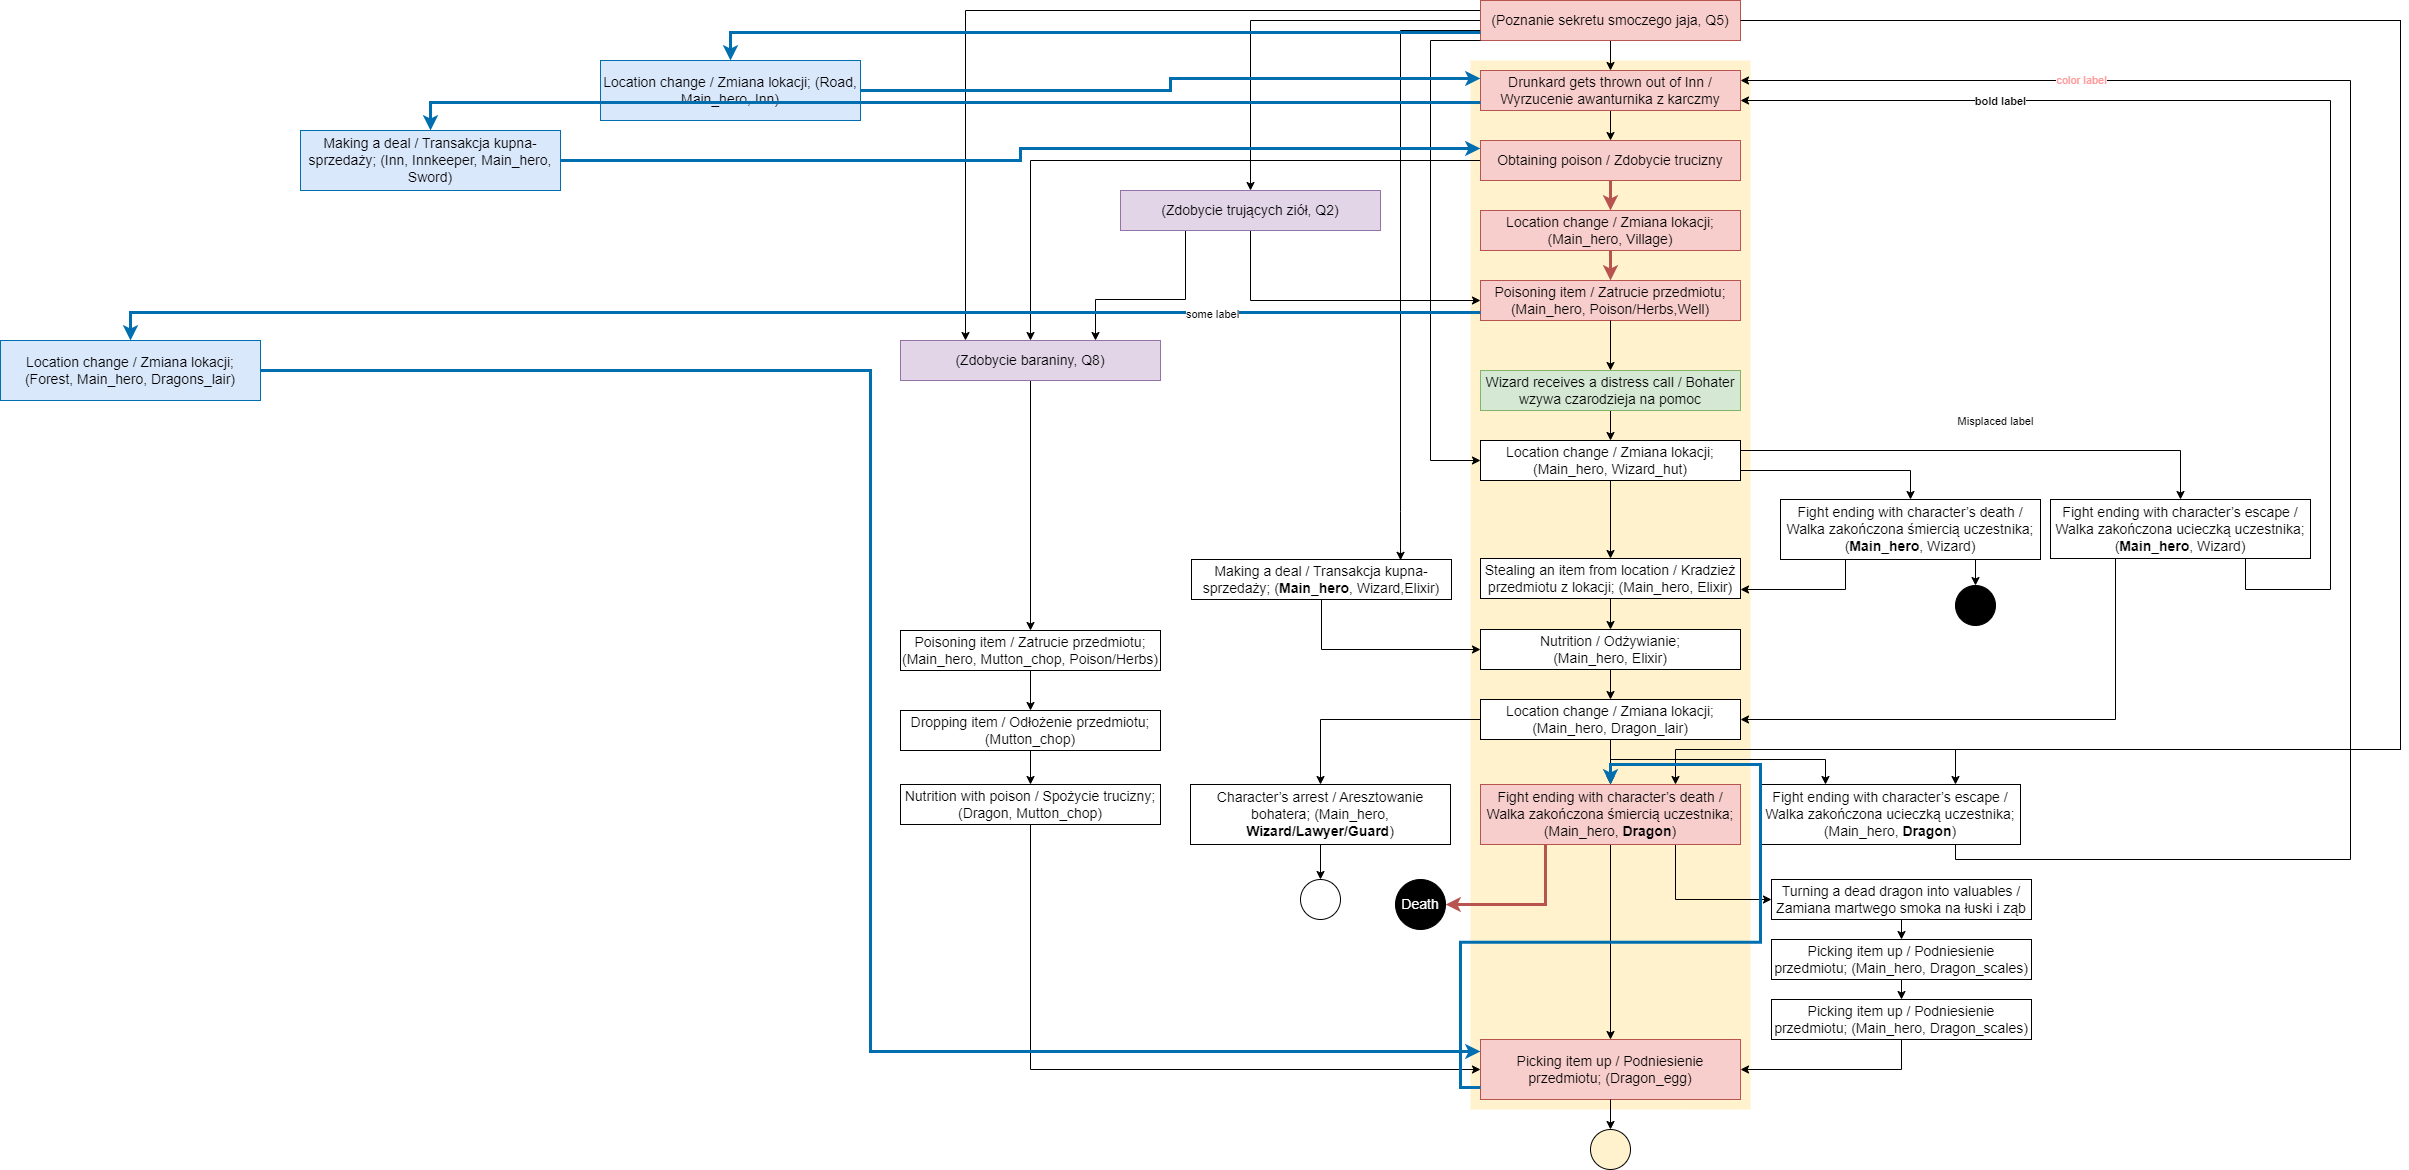 (Poznanie sekretu smoczego jaja, Q5)
Location change / Zmiana lokacji; (Road,
Main_hero, Inn)
Drunkard gets thrown out of Inn /
Wyrzucenie awanturnika z karczmy
color label
bold label
Making a deal / Transakcja kupna-
sprzedaży; (Inn, Innkeeper, Main_hero,
Sword)
Obtaining poison / Zdobycie trucizny
(Zdobycie trujących ziół, Q2)
Location change / Zmiana lokacji;
(Main_hero, Village)
Poisoning item / Zatrucie przedmiotu;
(Main_hero, Poison/Herbs,Well)
some label
Location change / Zmiana lokacji;
(Forest, Main_hero, Dragons_lair)
(Zdobycie baraniny, Q8)
Wizard receives a distress call / Bohater
wzywa czarodzieja na pomoc
Misplaced label
Location change / Zmiana lokacji;
(Main_hero, Wizard_hut)
Fight ending with character’s death /
Walka zakończona śmiercią uczestnika;
(Main_hero, Wizard)
Fight ending with character’s escape /
Walka zakończona ucieczką uczestnika;
(Main_hero, Wizard)
Making a deal / Transakcja kupna-
sprzedaży; (Main_hero, Wizard,Elixir)
Stealing an item from location / Kradzież
przedmiotu z lokacji; (Main_hero, Elixir)
Poisoning item / Zatrucie przedmiotu;
(Main_hero, Mutton_chop, Poison/Herbs)
Nutrition / Odżywianie;
(Main_hero, Elixir)
Dropping item / Odłożenie przedmiotu;
(Mutton_chop)
Location change / Zmiana lokacji;
(Main_hero, Dragon_lair)
Nutrition with poison / Spożycie trucizny;
(Dragon, Mutton_chop)
Character’s arrest / Aresztowanie
bohatera; (Main_hero,
Wizard/Lawyer/Guard)
Fight ending with character’s death /
Walka zakończona śmiercią uczestnika;
(Main_hero, Dragon)
Fight ending with character’s escape /
Walka zakończona ucieczką uczestnika;
(Main_hero, Dragon)
Death
Turning a dead dragon into valuables /
Zamiana martwego smoka na łuski i ząb
Picking item up / Podniesienie
przedmiotu; (Main_hero, Dragon_scales)
Picking item up / Podniesienie
przedmiotu; (Main_hero, Dragon_scales)
Picking item up / Podniesienie
przedmiotu; (Dragon_egg)